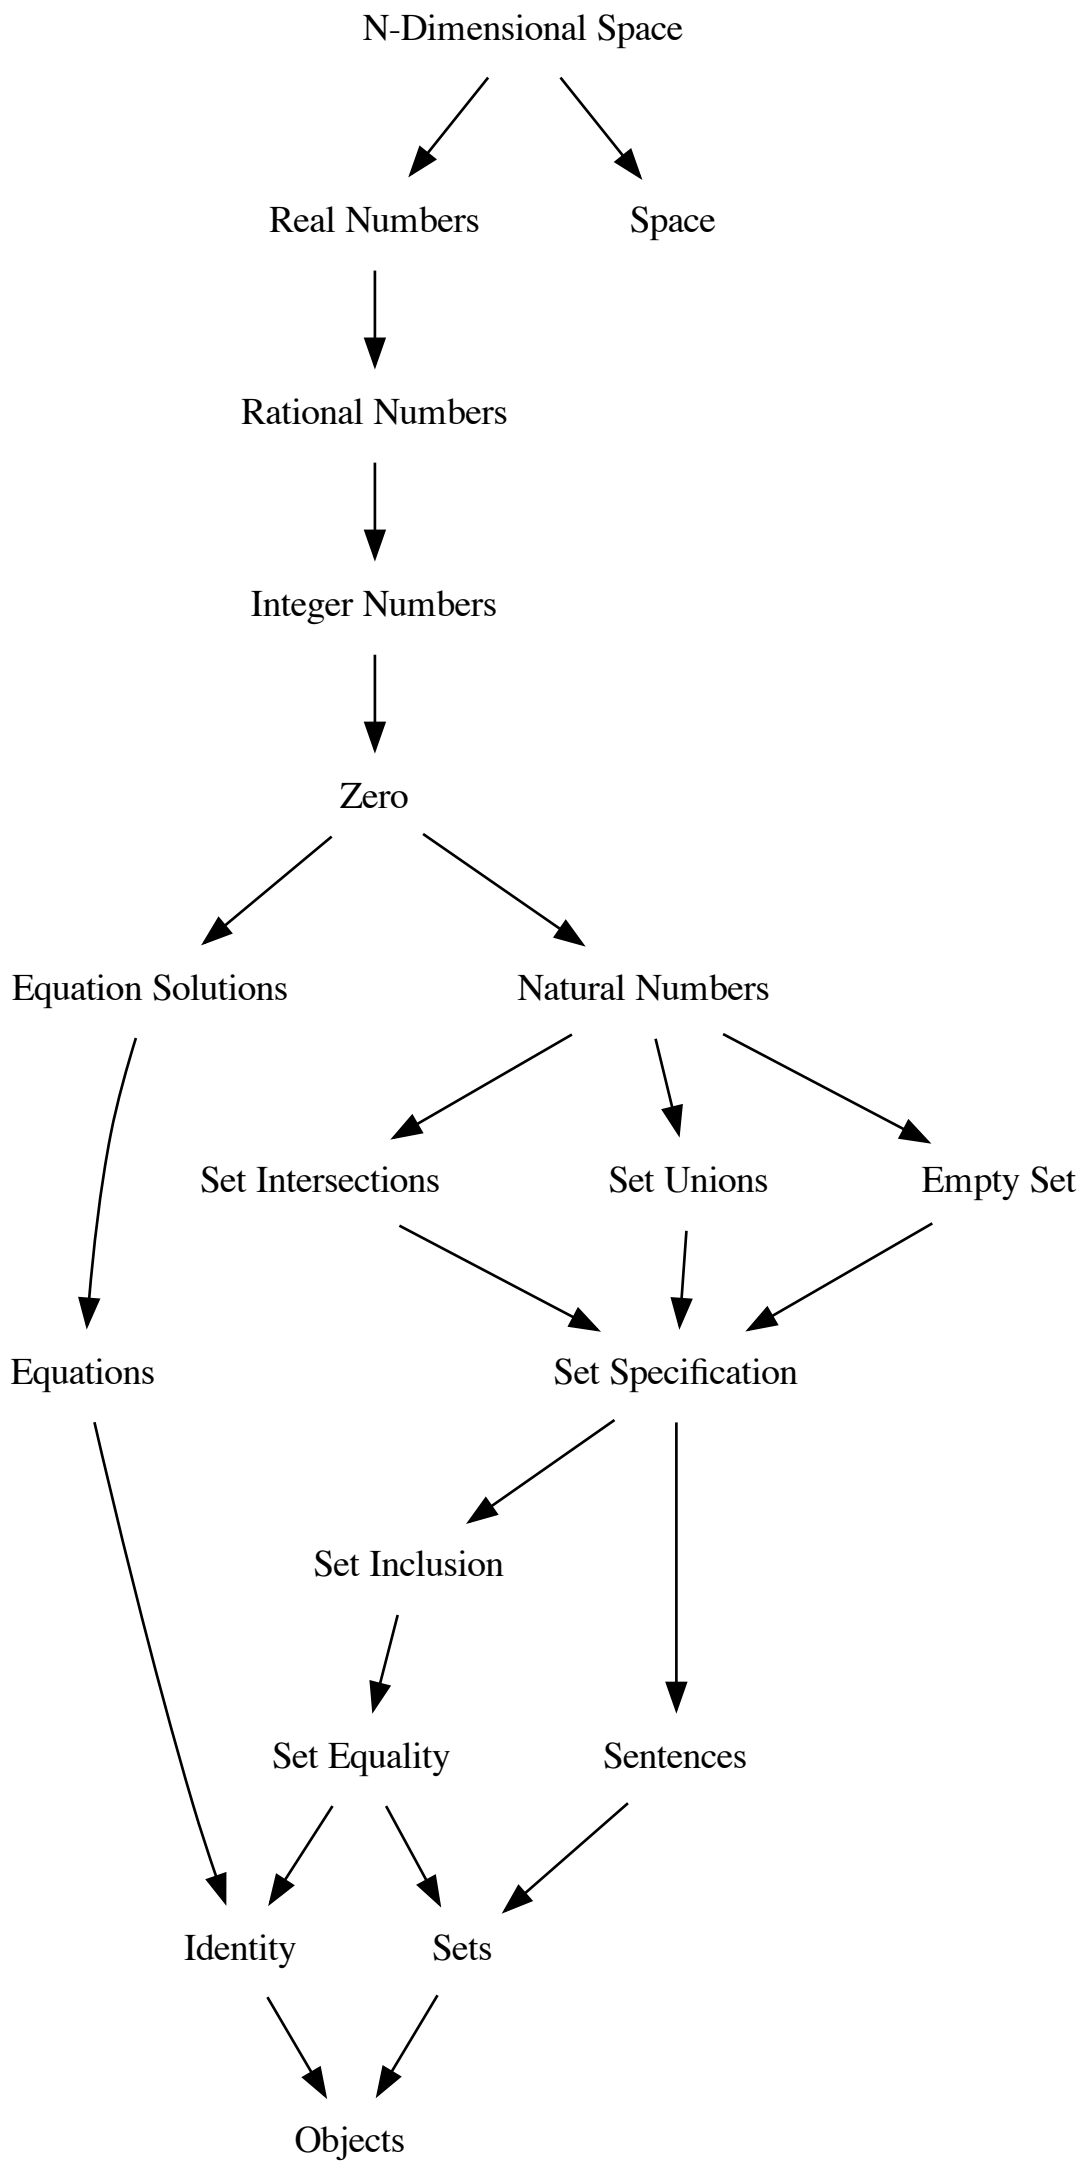 N-Dimensional Space
Real Numbers
Space
Rational Numbers
Integer Numbers
Zero
Equation Solutions
Natural Numbers
Set Intersections
Set Unions
Empty Set
Equations
Set Specification
Set Inclusion
Set Equality
Sentences
Identity
Sets
Objects